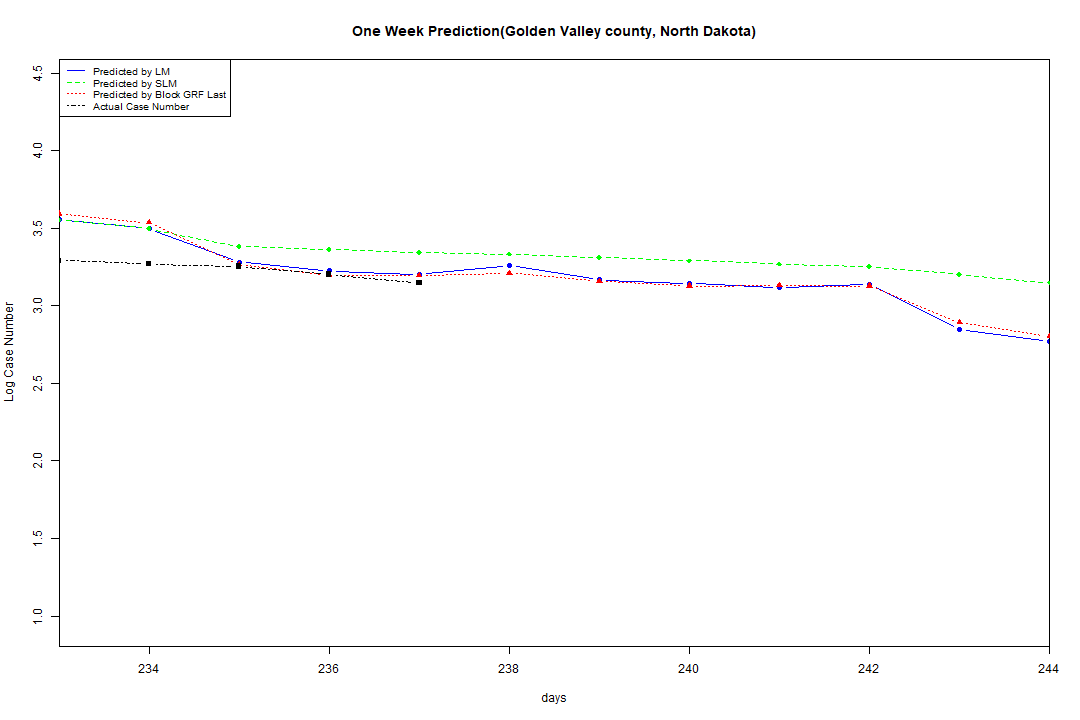 One Week Prediction(Golden Valley county, North Dakota)
Predicted by LM
Predicted by SLM
Predicted by Block GRF Last
Actual Case Number
4.5
4.0
3.5
3.0
2.5
2.0
1.5
1.0
Log Case Number
234 236 238 240 242 244
days